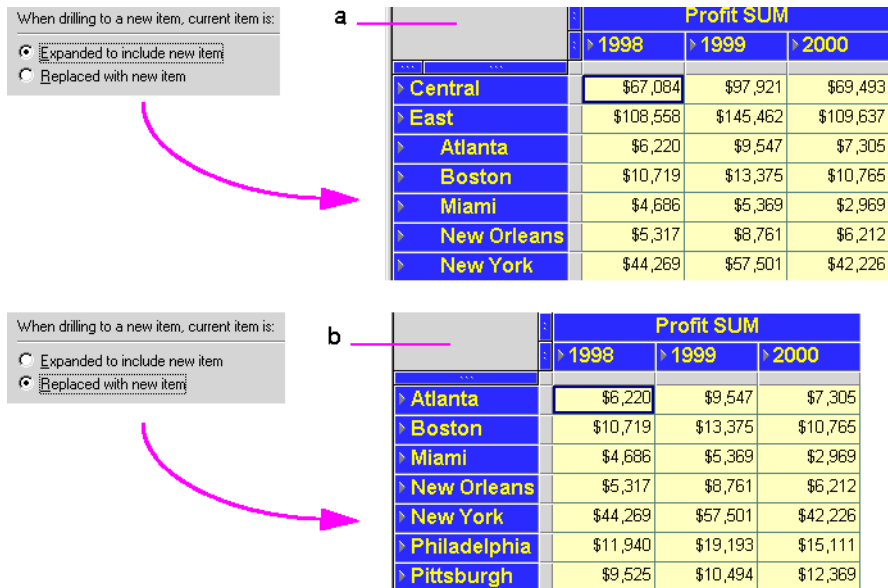 When drilling to a new item, current item is:
Expanded to include new item
Replaced with new item
a
Profit SUM
1998 1999 2000
Central $67,084 $97,921 $69,493
East $108,558 $145,462 $109,637
Atlanta $6,220 $9,547 $7,305
Boston $10,719 $13,375 $10,765
Miami $4,686 $5,369 $2,969
New Orleans $5,317 $8,761 $6,212
New York $44,269 $57,501 $42,226
When drilling to a new item, current item is:
Expanded to include new item
Replaced with new item
b
Profit SUM
1998 1999 2000
Atlanta $6,220 $9,547 $7,305
Boston $10,719 $13,375 $10,765
Miami $4,686 $5,369 $2,969
New Orleans $5,317 $8,761 $6,212
New York $44,269 $57,501 $42,226
Philadelphia $11,940 $19,193 $15,111
Pittsburgh $9,525 $10,494 $12,369